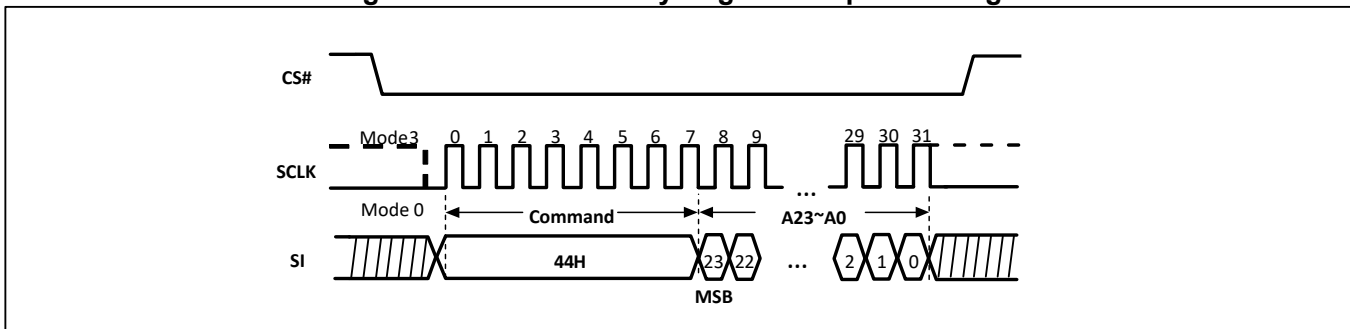 CS#
Mode3 0 1 2 3 4 5 6 7 8 9 29 30 31
SCLK
...
Mode 0 Command A23~A0
SI 44H 23 22 ... 2 1 0
MSB